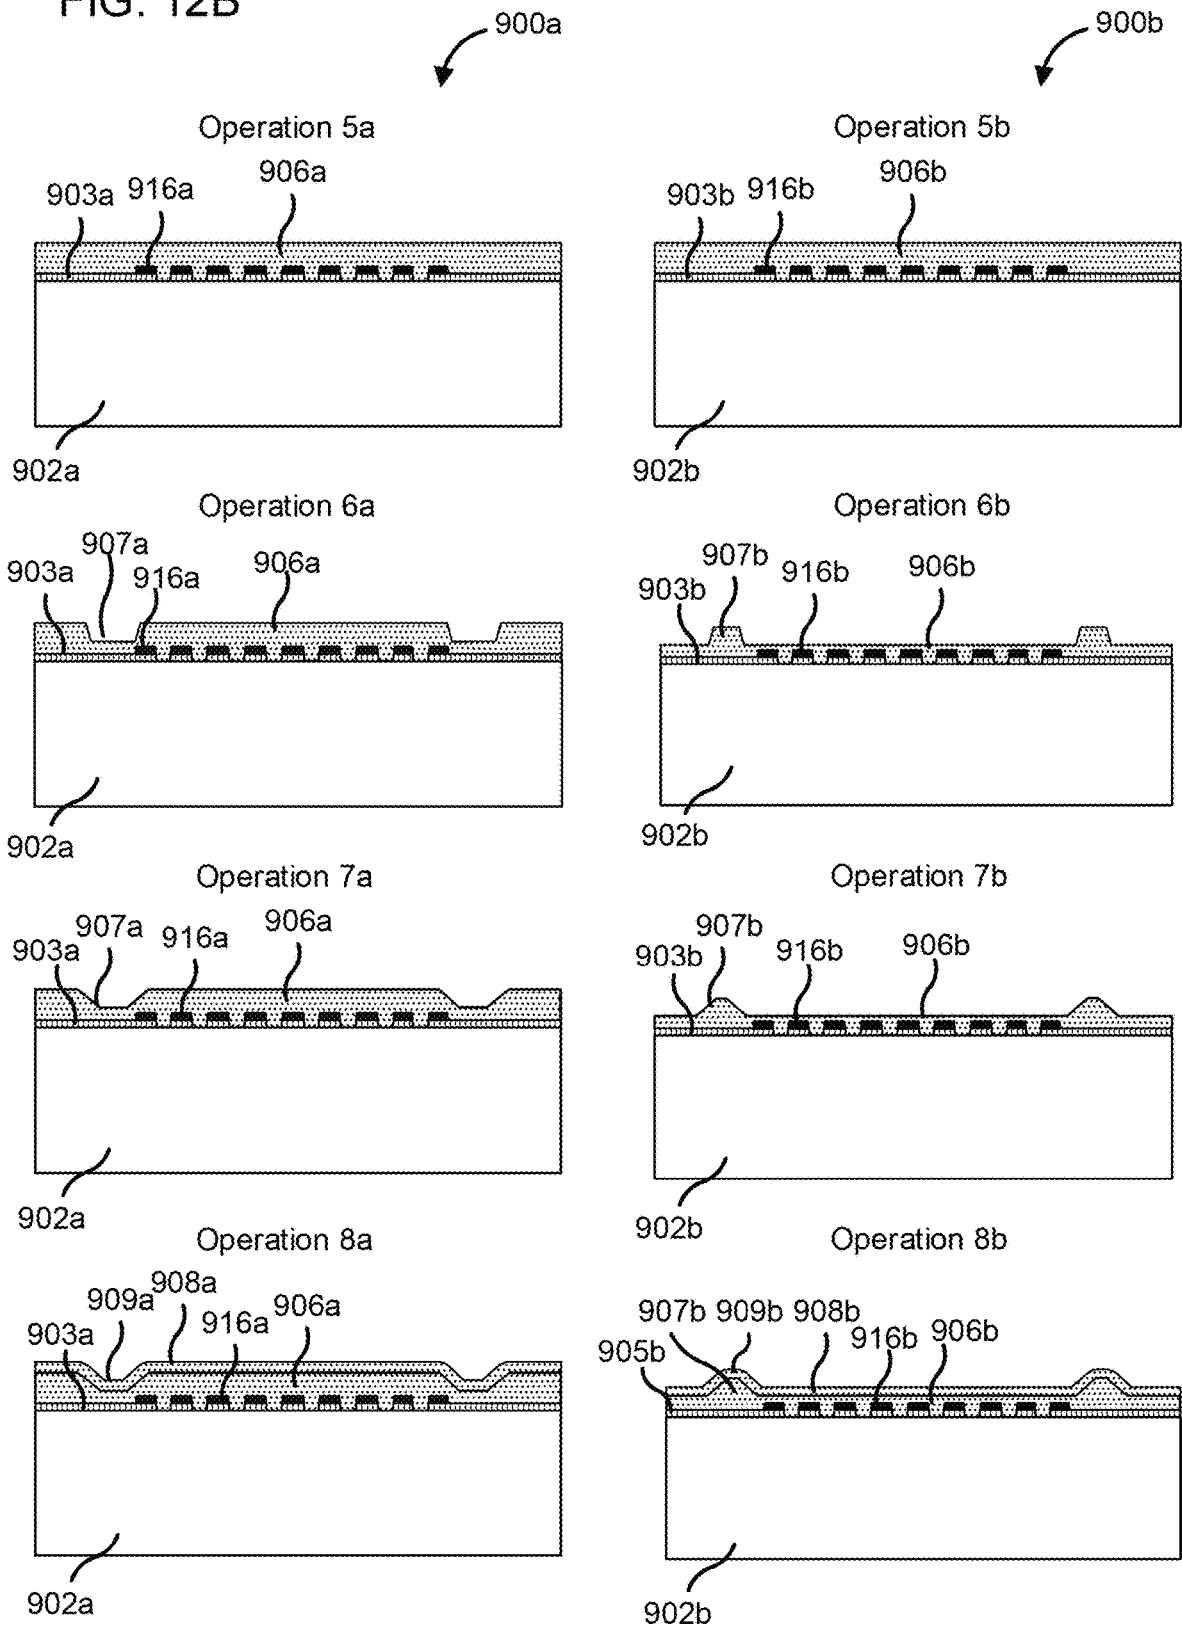 FIG. 12B
900a
900b
Operation 5a
Operation 5b
903a 916a 906a
903b 916b 906b
902a
902b
Operation 6a
Operation 6b
907a
903a 916a 906a
907b
903b 916b 906b
902a
902b
Operation 7a
Operation 7b
907a 906a
903a 916a
907b
903b 916b 906b
902a
902b
Operation 8a
Operation 8b
909a 908a
903a 916a 906a
907b 909b 908b
905b 916b 906b
902a
902b